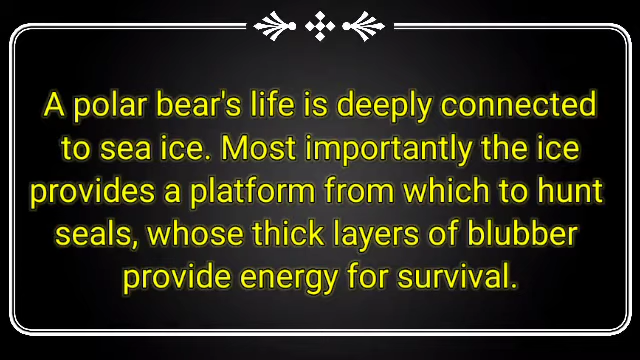 A polar bear's life is deeply connected
to sea ice. Most importantly the ice
provides a platform from which to hunt
seals, whose thick layers of blubber
provide energy for survival.